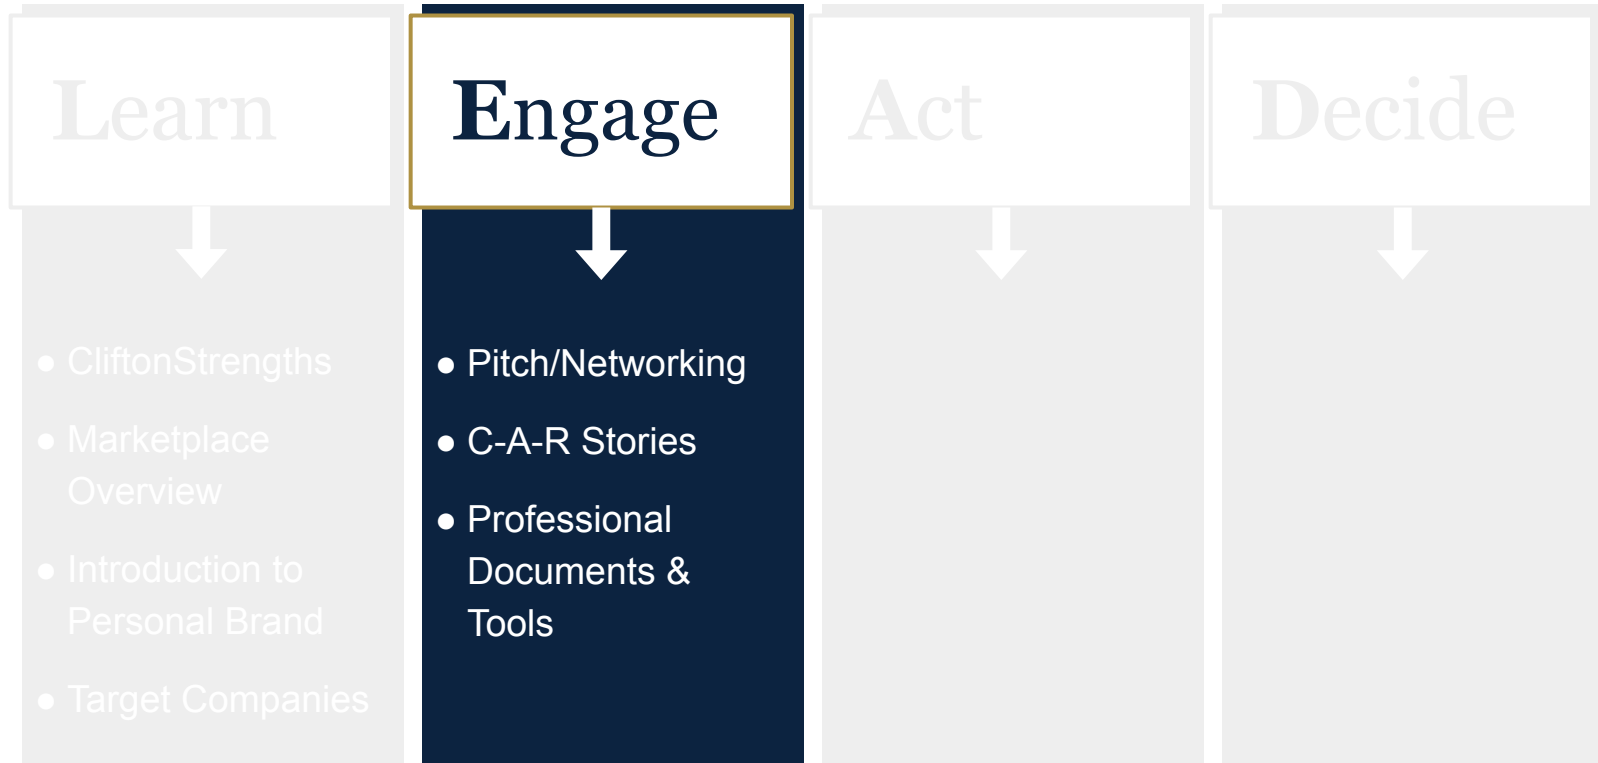 Learn
● CliftonStrengths
● Marketplace
Overview
● Introduction to
Personal Brand
● Target Companies
Engage
● Pitch/Networking
● C-A-R Stories
● Professional
Documents &
Tools
Act
Decide